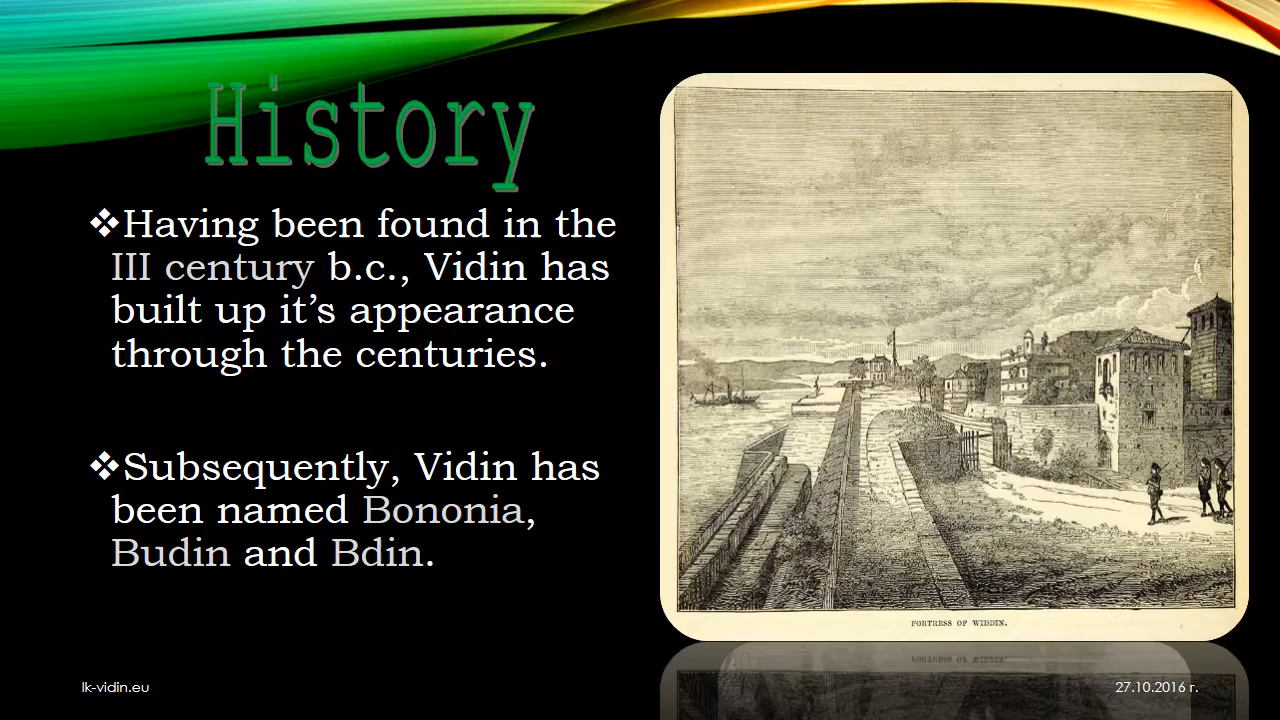 History
❖Having been found in the
III century b.c., Vidin has
built up it’s appearance
through the centuries.
❖Subsequently, Vidin has
been named Bononia,
Budin and Bdin.
FORTRESS OF WIDDIN.
lk-vidin.eu
27.10.2016 г.